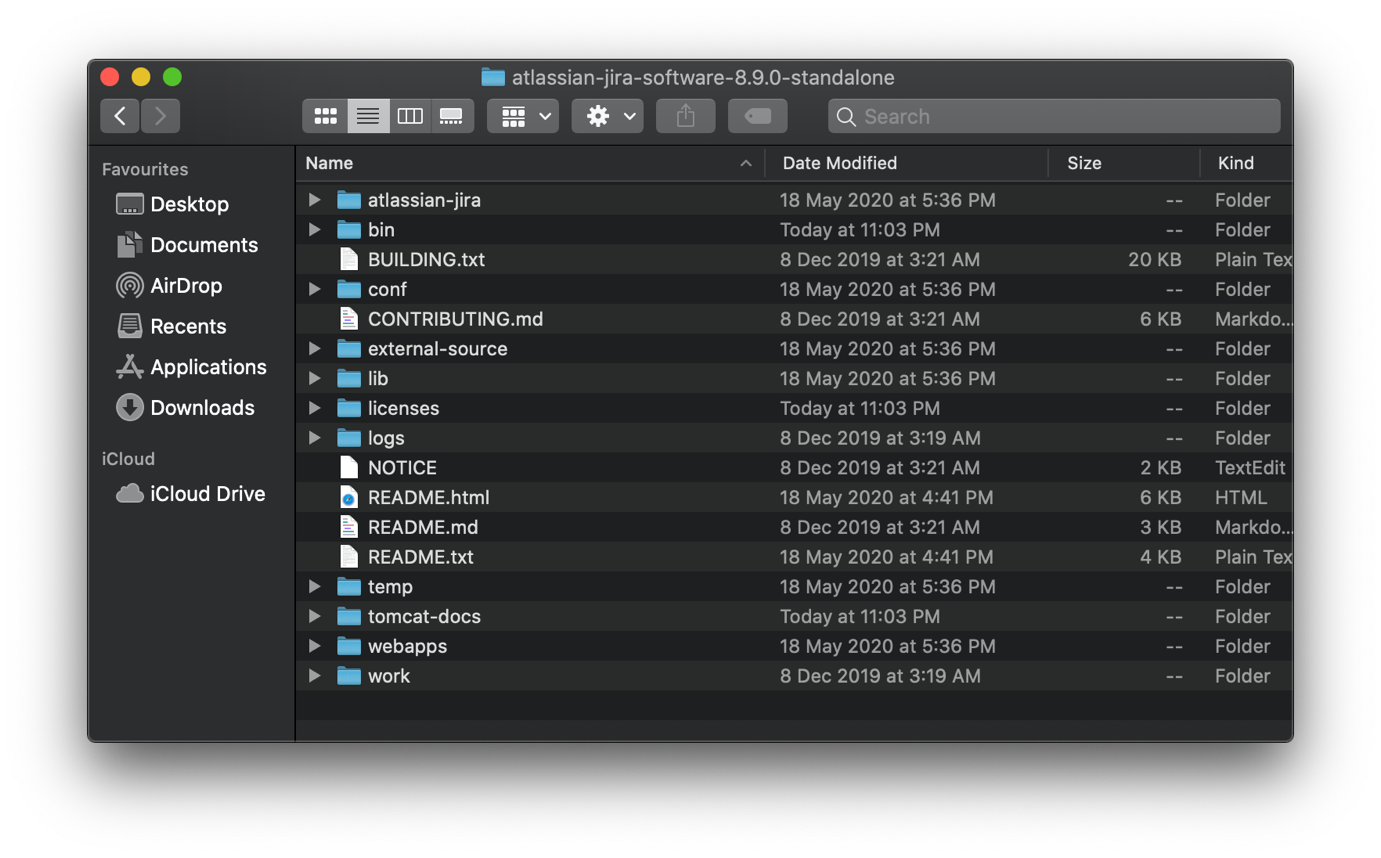 atlassian-jira-software-8.9.0-standalone
Search
Favourites
Desktop
Documents
AirDrop
Recents
Applications
Downloads
iCloud
iCloud Drive
Name Date Modified Size Kind
atlassian-jira 18 May 2020 at 5:36 PM -- Folder
bin Today at 11:03 PM -- Folder
BUILDING.txt 8 Dec 2019 at 3:21 AM 20 KB Plain Tex
conf 18 May 2020 at 5:36 PM -- Folder
CONTRIBUTING.md 8 Dec 2019 at 3:21 AM 6 KB Markdo...
external-source 18 May 2020 at 5:36 PM -- Folder
lib 18 May 2020 at 5:36 PM -- Folder
licenses Today at 11:03 PM -- Folder
logs 8 Dec 2019 at 3:19 AM -- Folder
NOTICE 8 Dec 2019 at 3:21 AM 2 KB TextEdit
README.html 18 May 2020 at 4:41 PM 6 KB HTML
README.md 8 Dec 2019 at 3:21 AM 3 KB Markdo...
README.txt 18 May 2020 at 4:41 PM 4 KB Plain Tex
temp 18 May 2020 at 5:36 PM -- Folder
tomcat-docs Today at 11:03 PM -- Folder
webapps 18 May 2020 at 5:36 PM -- Folder
work 8 Dec 2019 at 3:19 AM -- Folder